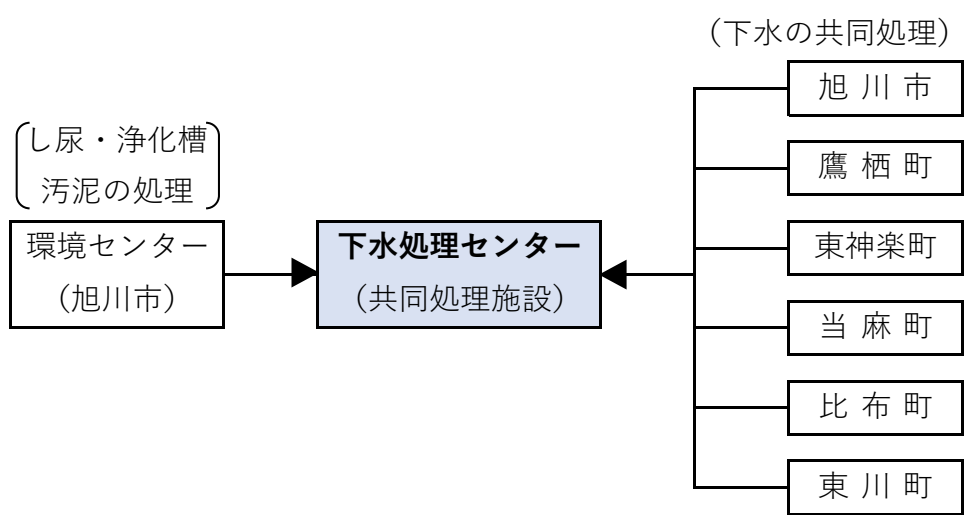 （下水の共同処理）
旭川市
鷹栖町
東神楽町
当麻町
比布町
東川町
し尿・浄化槽
汚泥の処理
環境センター
（旭川市）
下水処理センター
（共同処理施設）